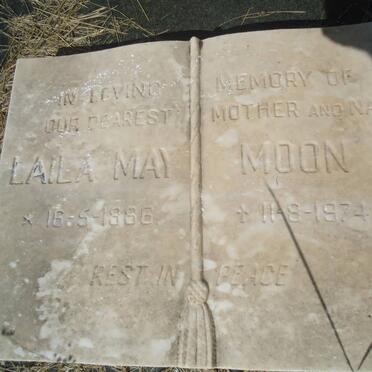 IN LOVING MEMORY OF
OUR DEAREST MOTHER AND NA
LAILA MAY MOON
* 16-5-1886 ✝ 11-8-1974
REST IN PEACE